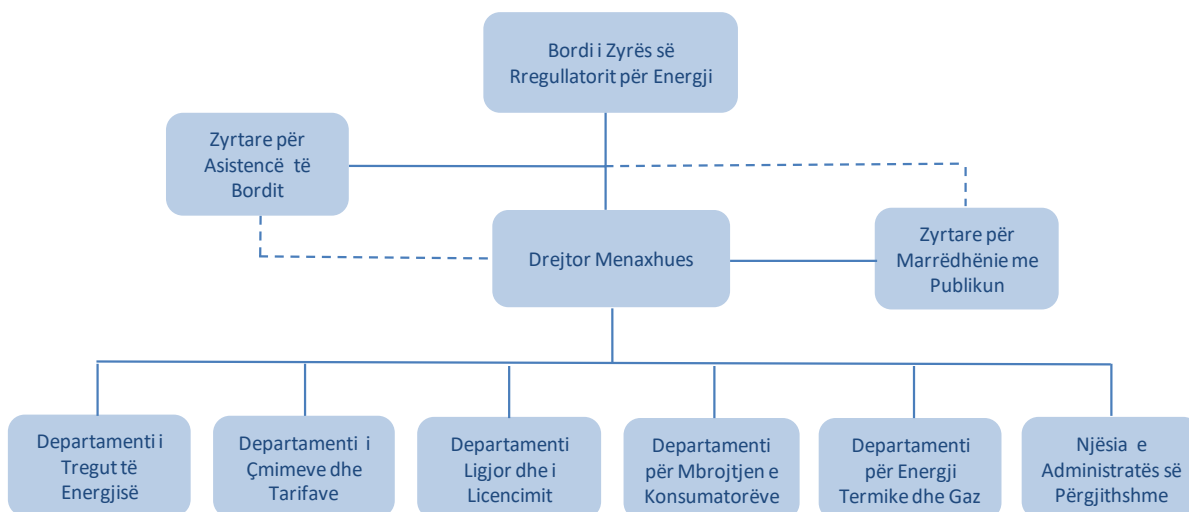 Bordi i Zyrës së
Rregullatorit për Energji
Zyrtare për
Asistencë të
Bordit
Drejtor Menaxhues
Zyrtare për
Marrëdhënie me
Publikun
Departamenti i
Tregut të
Energjisë
Departamenti i
Çmimeve dhe
Tarifave
Departamenti
Ligjor dhe i
Licencimit
Departamenti
për Mbrojtjen e
Konsumatorëve
Departamenti
për Energji
Termike dhe Gaz
Njësia e
Administratës së
Përgjithshme